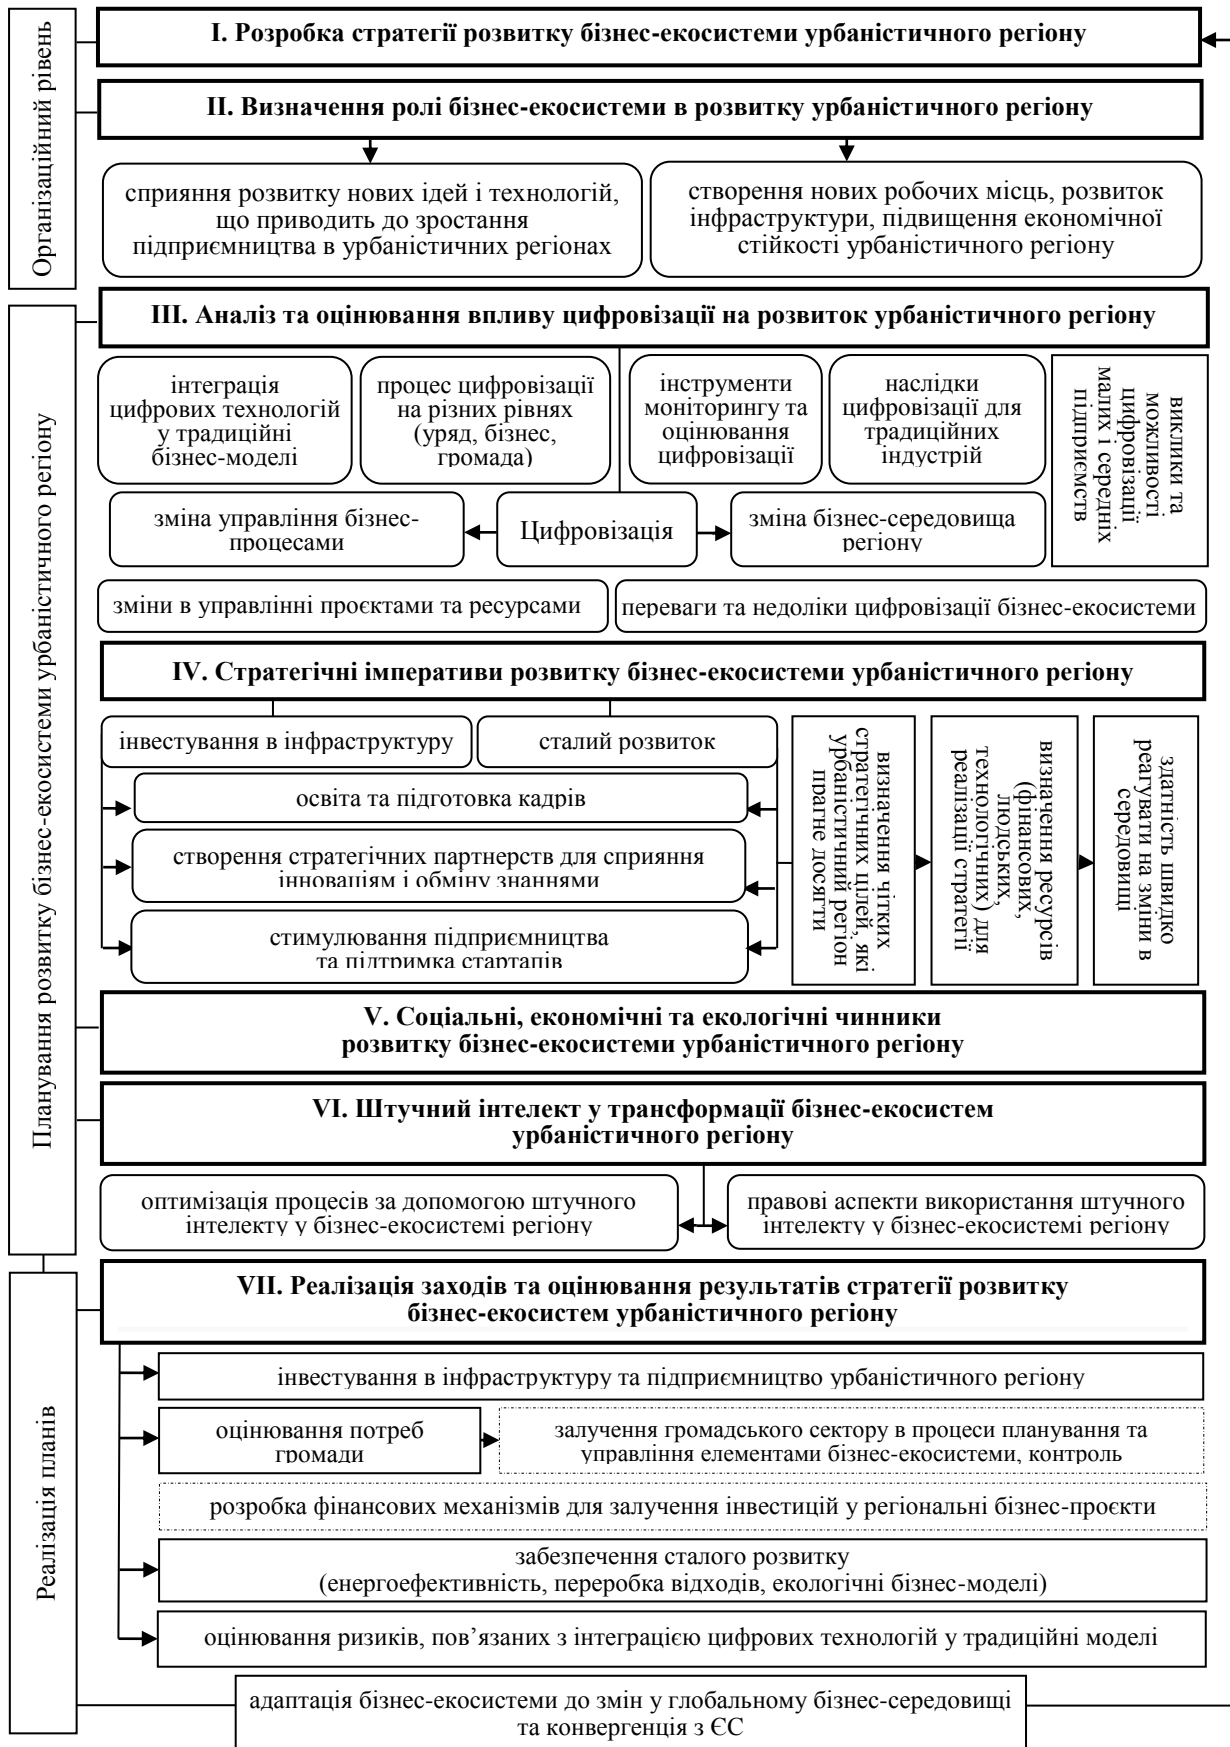 Організаційний рівень
I. Розробка стратегії розвитку бізнес-екосистеми урбаністичного регіону
II. Визначення ролі бізнес-екосистеми в розвитку урбаністичного регіону
сприяння розвитку нових ідей і технологій,
що приводить до зростання
підприємництва в урбаністичних регіонах
створення нових робочих місць, розвиток
інфраструктури, підвищення економічної
стійкості урбаністичного регіону
Планування розвитку бізнес-екосистеми урбаністичного регіону
III. Аналіз та оцінювання впливу цифровізації на розвиток урбаністичного регіону
інтеграція
цифрових технологій
у традиційні
бізнес-моделі
процес цифровізації
на різних рівнях
(уряд, бізнес,
громада)
інструменти
моніторингу та
оцінювання
цифровізації
наслідки
цифровізації для
традиційних
індустрій
виклики та
можливості
цифровізації
малих і середніх
підприємств
зміна управління бізнес-
процесами
Цифровізація
зміна бізнес-середовища
регіону
зміни в управлінні проєктами та ресурсами
переваги та недоліки цифровізації бізнес-екосистеми
IV. Стратегічні імперативи розвитку бізнес-екосистеми урбаністичного регіону
інвестування в інфраструктуру
сталий розвиток
освіта та підготовка кадрів
створення стратегічних партнерств для сприяння
інноваціям і обміну знаннями
стимулювання підприємництва
та підтримка стартапів
визначення чітких
стратегічних цілей, які
урбаністичний регіон
прагне досягти
визначення ресурсів
(фінансових,
людських,
технологічних) для
реалізації стратегії
здатність швидко
реагувати на зміни в
середовищі
V. Соціальні, економічні та екологічні чинники
розвитку бізнес-екосистеми урбаністичного регіону
VI. Штучний інтелект у трансформації бізнес-екосистем
урбаністичного регіону
оптимізація процесів за допомогою штучного
інтелекту у бізнес-екосистемі регіону
правові аспекти використання штучного
інтелекту у бізнес-екосистемі регіону
Реалізація планів
VII. Реалізація заходів та оцінювання результатів стратегії розвитку
бізнес-екосистем урбаністичного регіону
інвестування в інфраструктуру та підприємництво урбаністичного регіону
оцінювання потреб
громади
залучення громадського сектору в процеси планування та
управління елементами бізнес-екосистеми, контроль
розробка фінансових механізмів для залучення інвестицій у регіональні бізнес-проєкти
забезпечення сталого розвитку
(енергоефективність, переробка відходів, екологічні бізнес-моделі)
оцінювання ризиків, пов’язаних з інтеграцією цифрових технологій у традиційні моделі
адаптація бізнес-екосистеми до змін у глобальному бізнес-середовищі
та конвергенція з ЄС